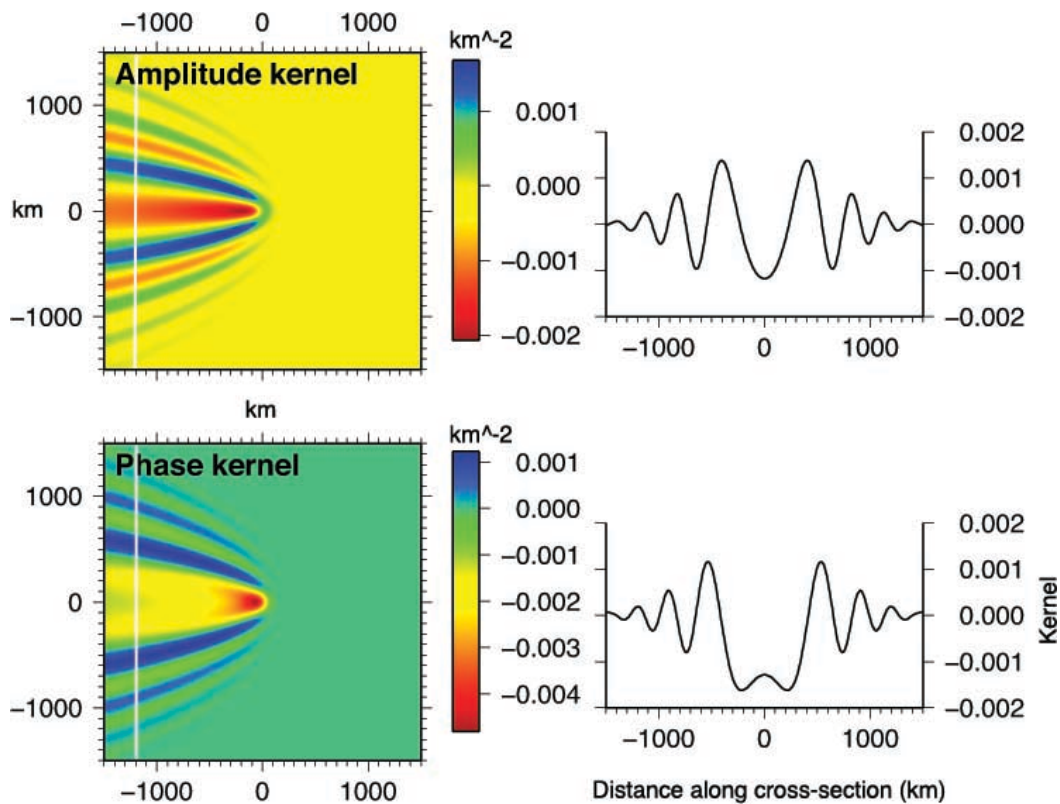 −1000 0 1000
km^-2
Amplitude kernel
1000
km 0
−1000
0.001
0.000
−0.001
−0.002
0.002
0.001
0.000
−0.001
−0.002
−1000 0 1000
km
km^-2
Phase kernel
1000
0
−1000
−1000 0 1000
0.001
0.000
−0.001
−0.002
−0.003
−0.004
0.002
0.001
0.000
−0.001
−0.002
Kernel
−1000 0 1000
Distance along cross-section (km)